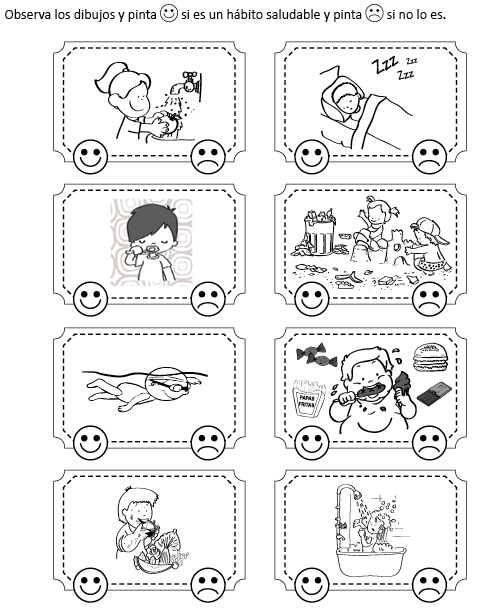 Observa los dibujos y pinta si es un hábito saludable y pinta si no lo es.
ZZZ ZZZ
ZZZ
PAPAS
FRITAS